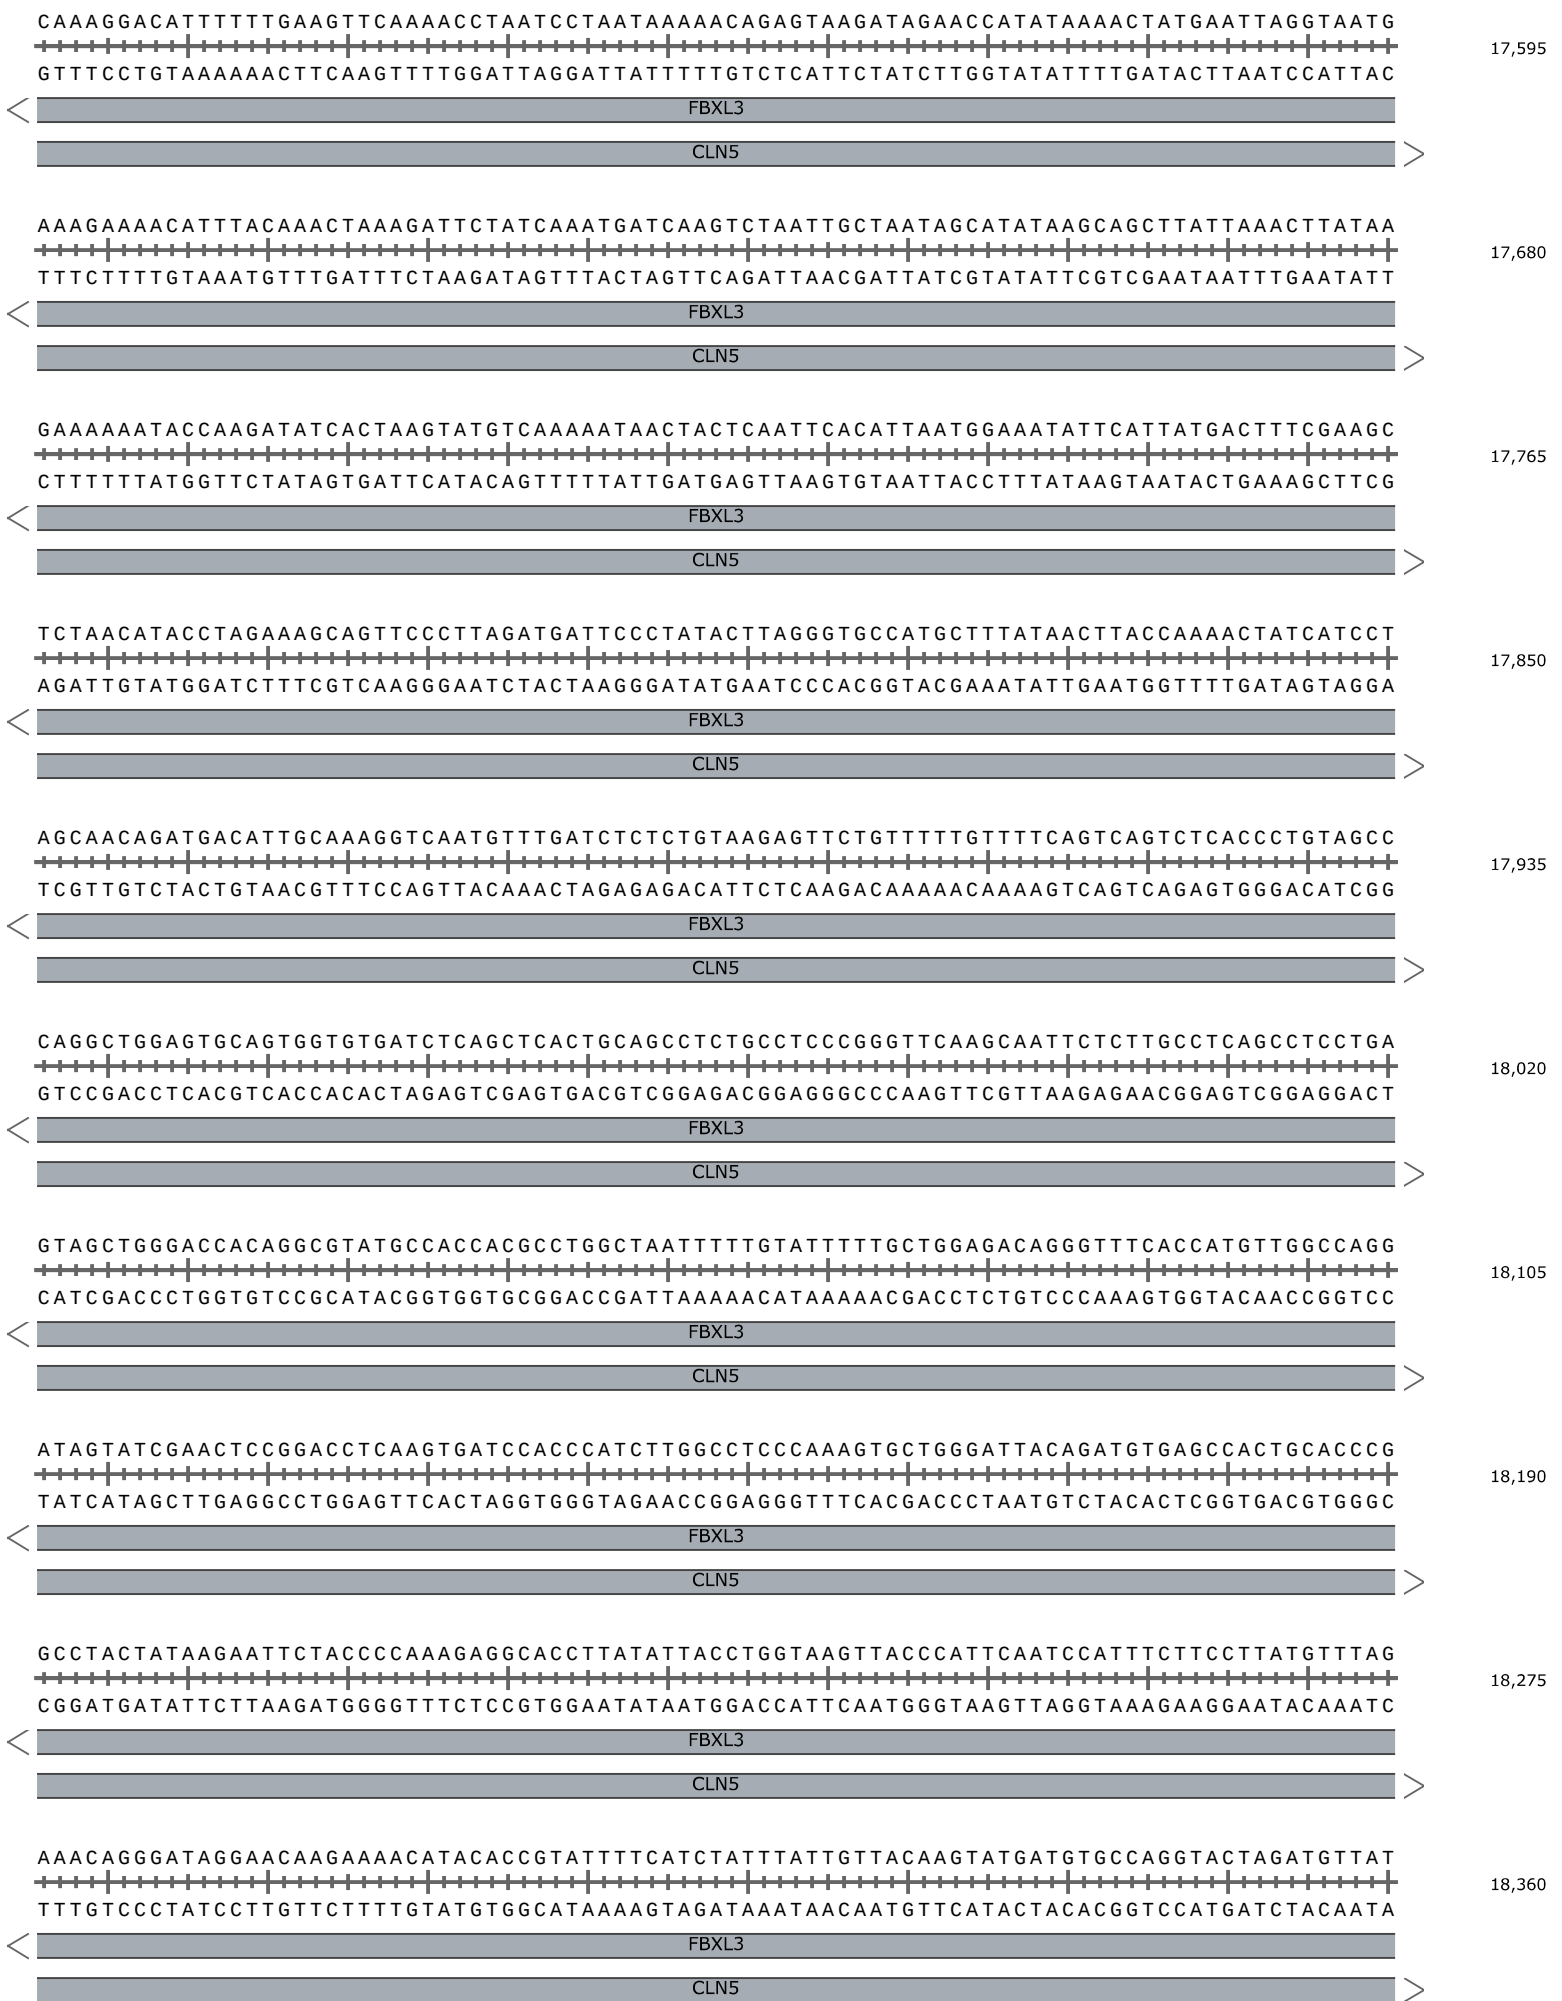 CAAAGGACATTTTTTGAAGTTCAAAACCTAATCCTAATAAAAACAGAGTAAGATAGAACCATATAAAACTATGAATTAGGTAATG
17,595
GTTTCCTGTAAAAAACTTCAAGTTTTGGATTAGGATTATTTTTGTCTCATTCTATCTTGGTATATTTTGATACTTAATCCATTAC
FBXL3
CLN5
AAAGAAAACATTTACAAACTAAAGATTCTATCAAATGATCAAGTCTAATTGCTAATAGCATATAAGCAGCTTATTAAACTTATAA
17,680
TTTCTTTTGTAAATGTTTGATTTCTAAGATAGTTTACTAGTTCAGATTAACGATTATCGTATATTCGTCGAATAATTTGAATATT
FBXL3
CLN5
GAAAAAATACCAAGATATCACTAAGTATGTCAAAAATAACTACTCAATTCACATTAATGGAAATATTCATTATGACTTTCGAAGC
17,765
CTTTTTTATGGTTCTATAGTGATTCATACAGTTTTTATTGATGAGTTAAGTGTAATTACCTTTATAAGTAATACTGAAAGCTTCG
FBXL3
CLN5
TCTAACATACCTAGAAAGCAGTTCCCTTAGATGATTCCCTATACTTAGGGTGCCATGCTTTATAACTTACCAAAACTATCATCCT
17,850
AGATTGTATGGATCTTTCGTCAAGGGAATCTACTAAGGGATATGAATCCCACGGTACGAAATATTGAATGGTTTTGATAGTAGGA
FBXL3
CLN5
AGCAACAGATGACATTGCAAAGGTCAATGTTTGATCTCTCTGTAAGAGTTCTGTTTTTGTTTTCAGTCAGTCTCACCCTGTAGCC
17,935
TCGTTGTCTACTGTAACGTTTCCAGTTACAAACTAGAGAGACATTCTCAAGACAAAAACAAAAGTCAGTCAGAGTGGGACATCGG
FBXL3
CLN5
CAGGCTGGAGTGCAGTGGTGTGATCTCAGCTCACTGCAGCCTCTGCCTCCCGGGTTCAAGCAATTCTCTTGCCTCAGCCTCCTGA
18,020
GTCCGACCTCACGTCACCACACTAGAGTCGAGTGACGTCGGAGACGGAGGGCCCAAGTTCGTTAAGAGAACGGAGTCGGAGGACT
FBXL3
CLN5
GTAGCTGGGACCACAGGCGTATGCCACCACGCCTGGCTAATTTTTGTATTTTTGCTGGAGACAGGGTTTCACCATGTTGGCCAGG
18,105
CATCGACCCTGGTGTCCGCATACGGTGGTGCGGACCGATTAAAAACATAAAAACGACCTCTGTCCCAAAGTGGTACAACCGGTCC
FBXL3
CLN5
ATAGTATCGAACTCCGGACCTCAAGTGATCCACCCATCTTGGCCTCCCAAAGTGCTGGGATTACAGATGTGAGCCACTGCACCCG
18,190
TATCATAGCTTGAGGCCTGGAGTTCACTAGGTGGGTAGAACCGGAGGGTTTCACGACCCTAATGTCTACACTCGGTGACGTGGGC
FBXL3
CLN5
GCCTACTATAAGAATTCTACCCCAAAGAGGCACCTTATATTACCTGGTAAGTTACCCATTCAATCCATTTCTTCCTTATGTTTAG
18,275
CGGATGATATTCTTAAGATGGGGTTTCTCCGTGGAATATAATGGACCATTCAATGGGTAAGTTAGGTAAAGAAGGAATACAAATC
FBXL3
CLN5
AAACAGGGATAGGAACAAGAAAACATACACCGTATTTTCATCTATTTATTGTTACAAGTATGATGTGCCAGGTACTAGATGTTAT
18,360
TTTGTCCCTATCCTTGTTCTTTTGTATGTGGCATAAAAGTAGATAAATAACAATGTTCATACTACACGGTCCATGATCTACAATA
FBXL3
CLN5